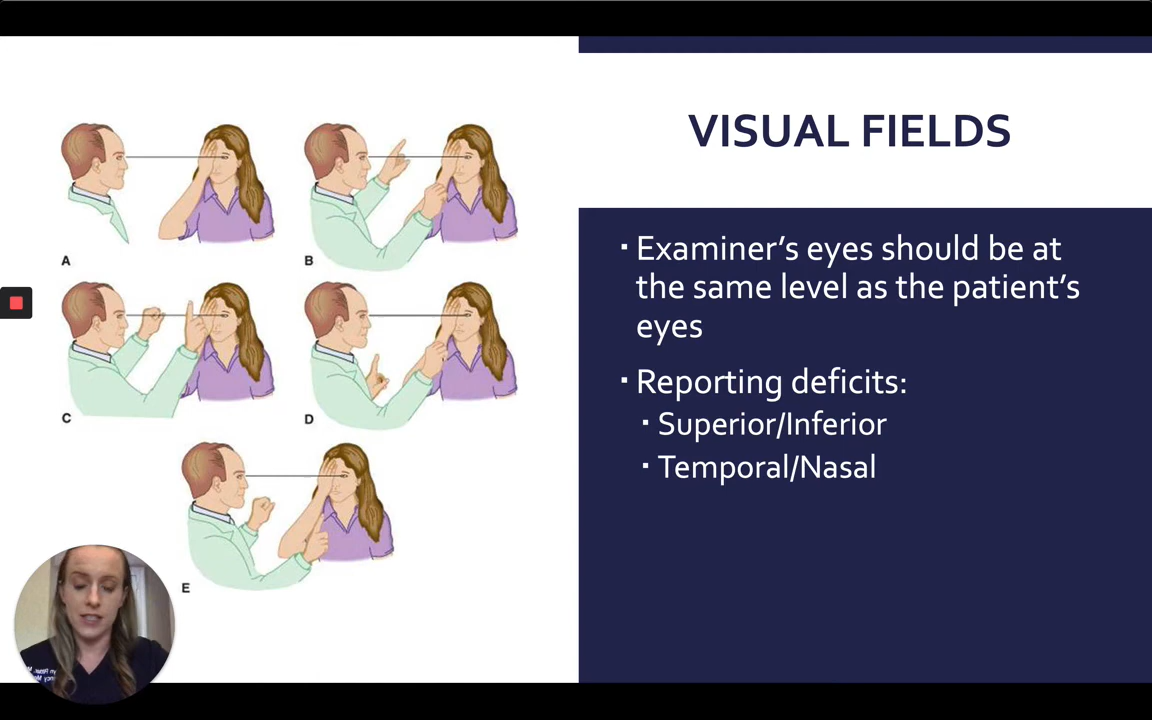 VISUAL FIELDS
▪ Examiner’s eyes should be at
the same level as the patient’s
eyes
▪ Reporting deficits:
▪ Superior/Inferior
▪ Temporal/Nasal
A
B
C
D
E